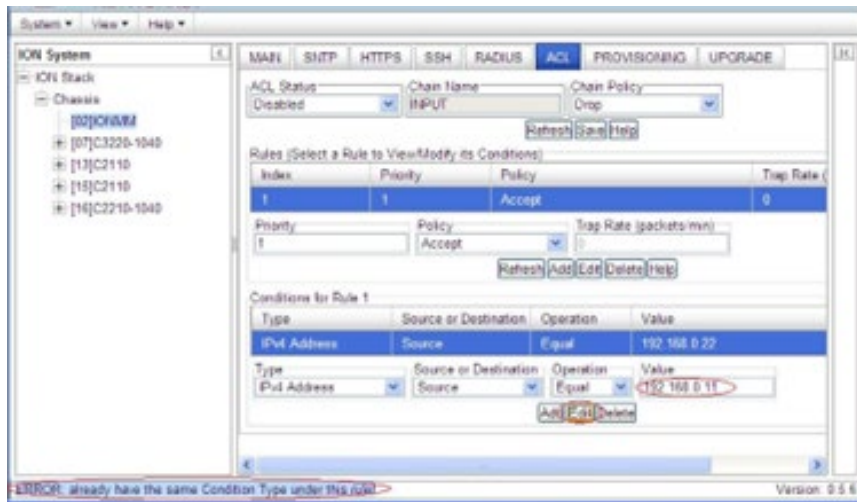 System View Help
ION System
ION Stack
Chassis
[02]IONMM
[07]C3220-1040
[13]C2110
[15]C2110
[16]C2210-1040
MAIN SNTP HTTPS SSH RADIUS ACL PROVISIONING UPGRADE
ACL Status Chain Name Chain Policy
Disabled INPUT Drop
Refresh Save Help
Rules (Select a Rule to View/Modify its Conditions)
Index Priority Policy Trap Rate (
1 1 Accept 0
Priority Policy Trap Rate (packets/min)
1 Accept 0
Refresh Add Edit Delete Help
Conditions for Rule 1
Type Source or Destination Operation Value
IPv4 Address Source Equal 192.168.0.22
Type Source or Destination Operation Value
IPv4 Address Source Equal 192.168.0.11
Add Edit Delete
ERROR: already have the same Condition Type under this rule!
Version: 0.5.6